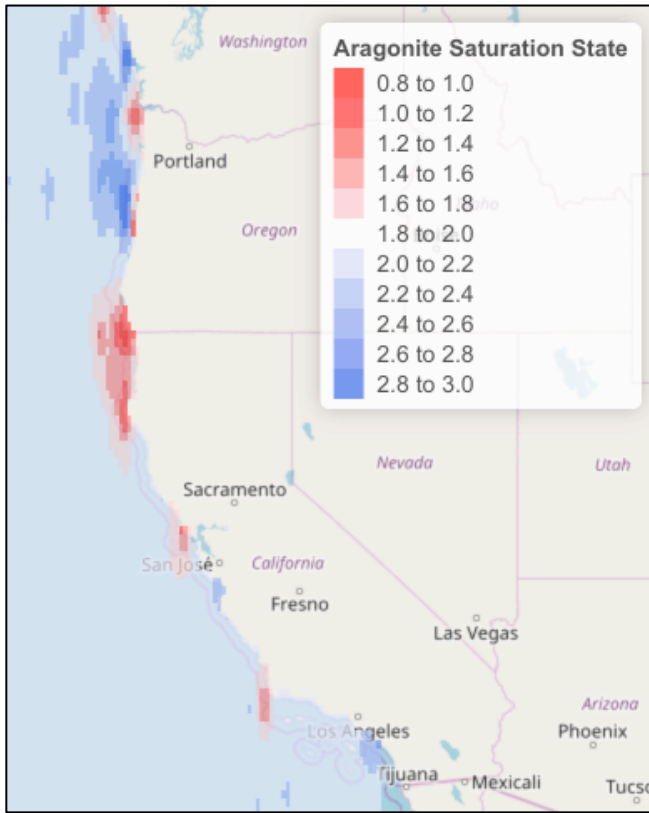 Washington
Aragonite Saturation State
0.8 to 1.0
1.0 to 1.2
1.2 to 1.4
1.4 to 1.6
1.6 to 1.8
1.8 to 2.0
2.0 to 2.2
2.2 to 2.4
2.4 to 2.6
2.6 to 2.8
2.8 to 3.0
Portland
Oregon
Nevada
Utah
Sacramento
San José
California
Fresno
Las Vegas
Arizona
Los Angeles
Phoenix
Tijuana
Mexicali
Tucso